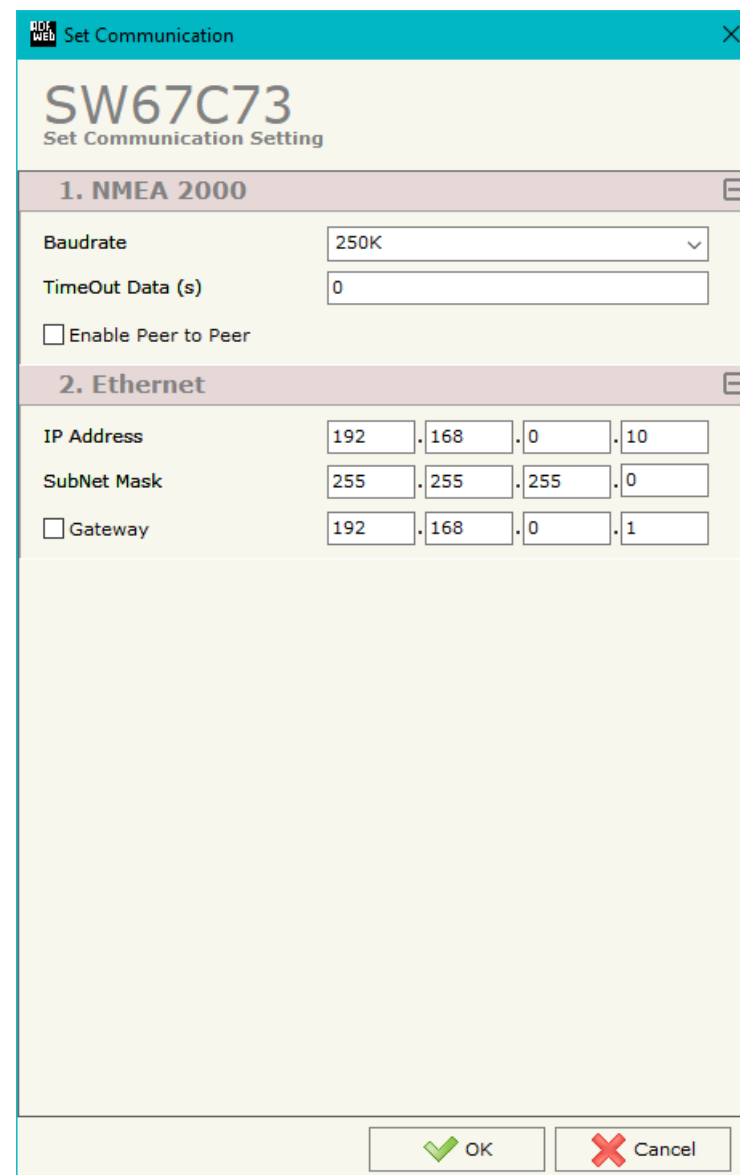 ADF WEB Set Communication
SW67C73
Set Communication Setting
1. NMEA 2000
Baudrate 250K
TimeOut Data (s) 0
Enable Peer to Peer
2. Ethernet
IP Address 192 . 168 . 0 . 10
SubNet Mask 255 . 255 . 255 . 0
Gateway 192 . 168 . 0 . 1
OK Cancel